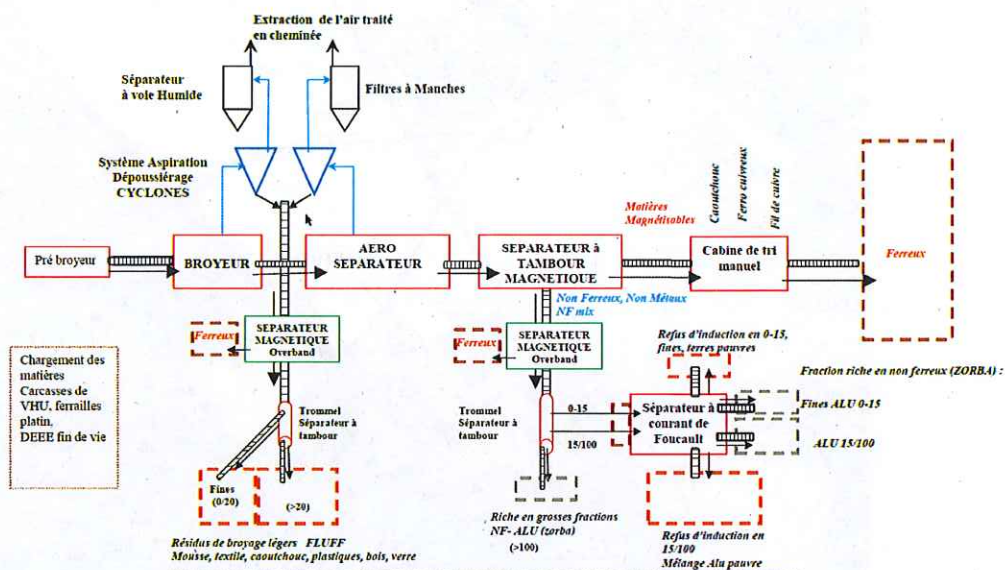 Extraction de l'air traité
en cheminée
Séparateur
à voie Humide
Filtres à Manches
Système Aspiration
Dépoussiérage
CYCLONES
Matières
Magnétisables
Caoutchouc
Ferro cuivreux
Fil de cuivre
Pré broyeur
BROYEUR
AERO
SEPARATEUR
SEPARATEUR à
TAMBOUR
MAGNETIQUE
Cabine de tri
manuel
Ferreux
Non Ferreux, Non Métaux
NF mix
Ferreux
SEPARATEUR
MAGNETIQUE
Overband
Ferreux
SEPARATEUR
MAGNETIQUE
Overband
Refus d'induction en 0-15,
fines, terres pauvres
Chargement des
matières
Carcasses de
VHU, ferrailles
platin,
DEEE fin de vie
Fraction riche en non ferreux (ZORBA) :
Trommel
Séparateur à
tambour
Trommel
Séparateur à
tambour
0-15
15/100
Séparateur à
courant de
Foucault
Fines ALU 0-15
ALU 15/100
Fines
(0/20)
(>20)
Résidus de broyage légers FLUFF
Mousse, textile, caoutchouc, plastiques, bois, verre
Riche en grosses fractions
NF- ALU (zorba)
(>100)
Refus d'induction en
15/100
Mélange Alu pauvre